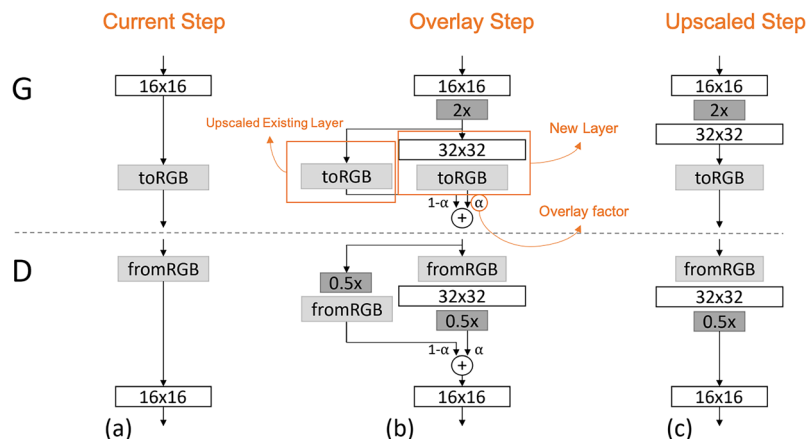 Current Step
Overlay Step
Upscaled Step
G
16x16
toRGB
16x16
2x
Upscaled Existing Layer
New Layer
32x32
toRGB
toRGB
1-α
α
+
Overlay factor
16x16
2x
32x32
toRGB
D
fromRGB
16x16
(a)
fromRGB
0.5x
fromRGB
32x32
0.5x
1-α
α
+
16x16
(b)
fromRGB
32x32
0.5x
16x16
(c)